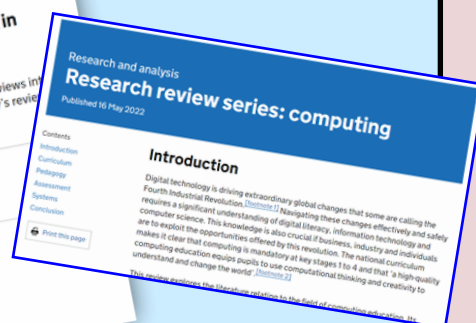 in
views int
's review
Research and analysis
Research review series: computing
Published 16 May 2022
Contents
Introduction
Curriculum
Pedagogy
Assessment
Systems
Conclusion
Print this page
Introduction
Digital technology is driving extraordinary global changes that some are calling the
Fourth Industrial Revolution.[footnote 1] Navigating these changes effectively and safely
requires a significant understanding of digital literacy, information technology and
computer science. This knowledge is also crucial if business, industry and individuals
are to exploit the opportunities offered by this revolution. The national curriculum
makes it clear that computing is mandatory at key stages 1 to 4 and that 'a high-quality
computing education equips pupils to use computational thinking and creativity to
understand and change the world'.[footnote 2]
This review explores the literature relating to the field of computing education. Its